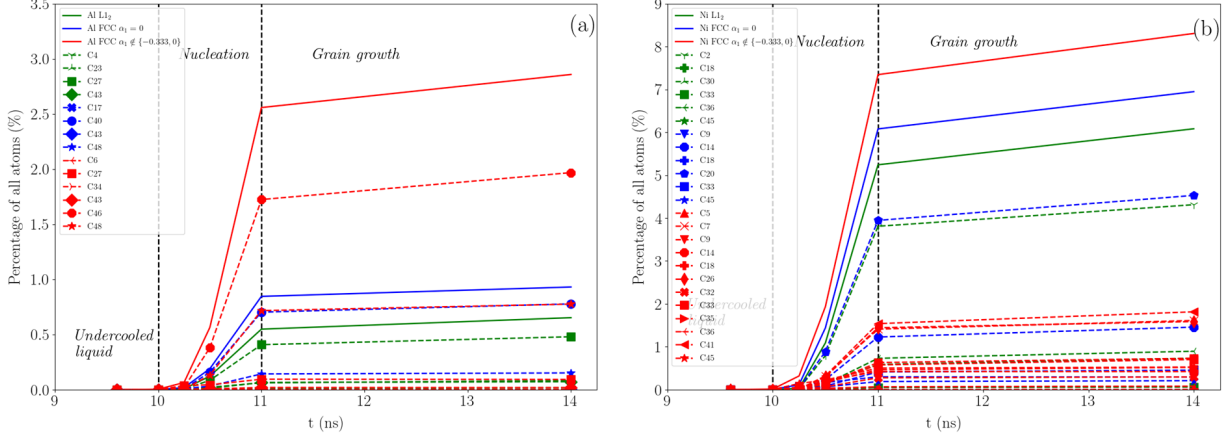 (a)
Al L1₂
Al FCC α₁ = 0
Al FCC α₁ ∉ {−0.333, 0}
C4
C23
C27
C43
C17
C40
C43
C48
C6
C27
C34
C43
C46
C48
Nucleation
Grain growth
Undercooled
liquid
Percentage of all atoms (%)
3.5
3.0
2.5
2.0
1.5
1.0
0.5
0.0
9
10
11
12
13
14
t (ns)
(b)
Ni L1₂
Ni FCC α₁ = 0
Ni FCC α₁ ∉ {−0.333, 0}
C2
C18
C30
C33
C36
C45
C9
C14
C18
C20
C33
C45
C5
C7
C9
C14
C18
C26
C32
C33
C35
C36
C41
C45
Nucleation
Grain growth
Undercooled
liquid
Percentage of all atoms (%)
9
8
7
6
5
4
3
2
1
0
9
10
11
12
13
14
t (ns)